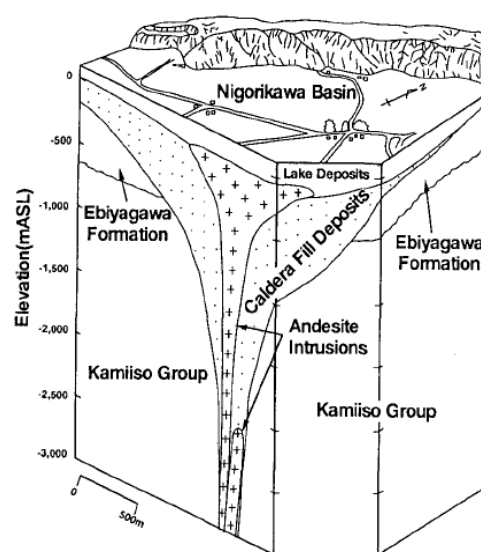 Nigorikawa Basin
N
0
-500
-1,000
-1,500
-2,000
-2,500
-3,000
Elevation(mASL)
Lake Deposits
Ebiyagawa
Formation
Caldera Fill Deposits
Ebiyagawa
Formation
Andesite
Intrusions
Kamiiso Group
Kamiiso Group
0
500m